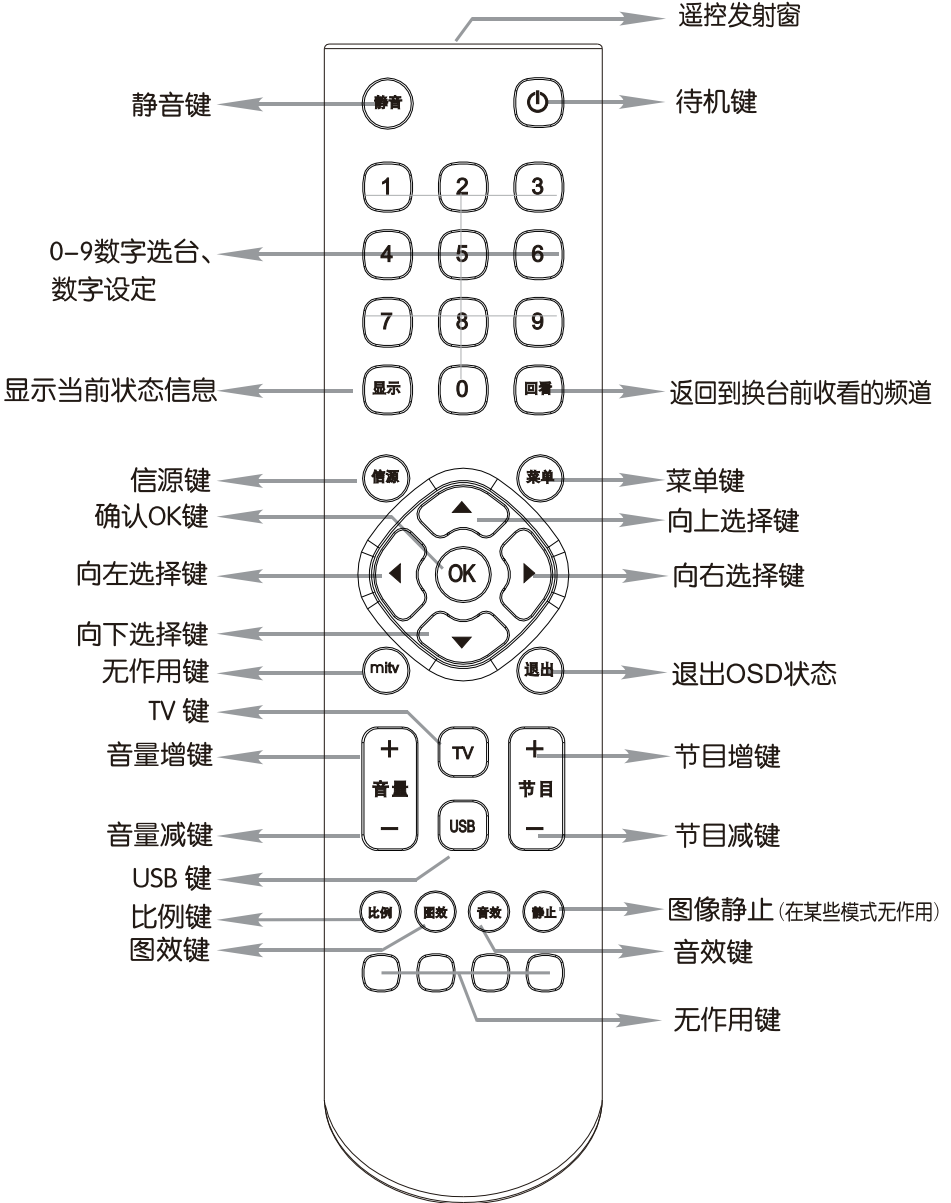 遥控发射窗
静音键
静音
待机键
1
2
3
0-9数字选台、
数字设定
4
5
6
7
8
9
显示当前状态信息
显示
0
回看
返回到换台前收看的频道
信源键
信源
菜单
菜单键
确认OK键
向上选择键
向左选择键
OK
向右选择键
向下选择键
无作用键
mitv
退出
退出OSD状态
TV 键
音量增键
+
TV
+
节目增键
音量
节目
音量减键
-
USB
-
节目减键
USB 键
比例键
比例
图效
音效
静止
图像静止(在某些模式无作用)
图效键
音效键
无作用键